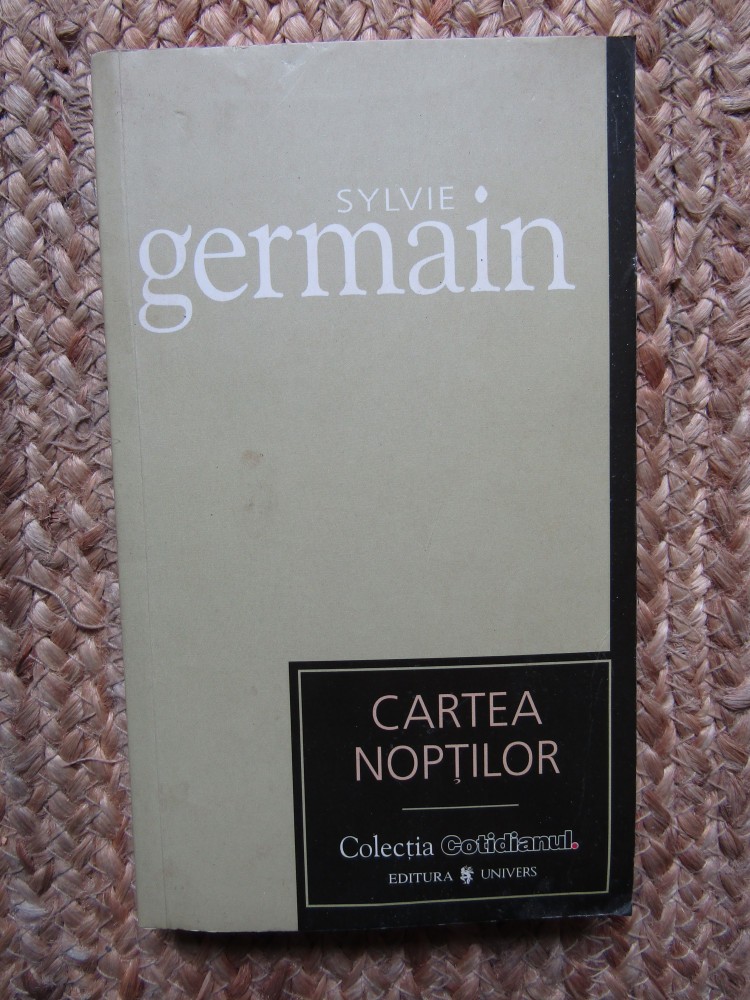 SYLVIE
germain
CARTEA
NOPȚILOR
Colecția Cotidianul.
EDITURA UNIVERS